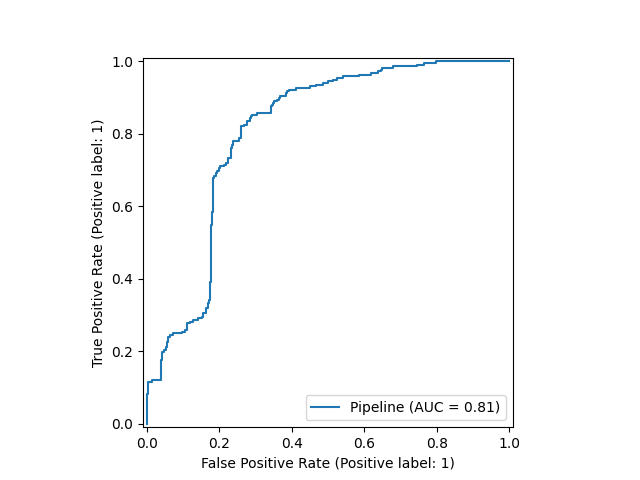 1.0
0.8
0.6
0.4
0.2
0.0
True Positive Rate (Positive label: 1)
Pipeline (AUC = 0.81)
0.0 0.2 0.4 0.6 0.8 1.0
False Positive Rate (Positive label: 1)